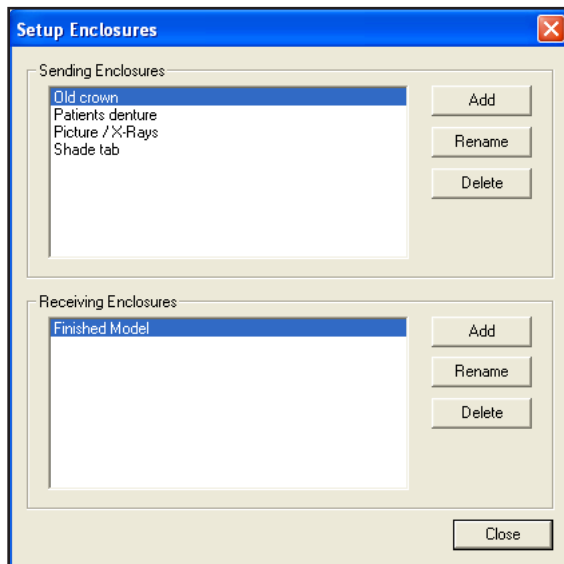 Setup Enclosures
Sending Enclosures
Old crown
Patients denture
Picture / X-Rays
Shade tab
Add
Rename
Delete
Receiving Enclosures
Finished Model
Add
Rename
Delete
Close